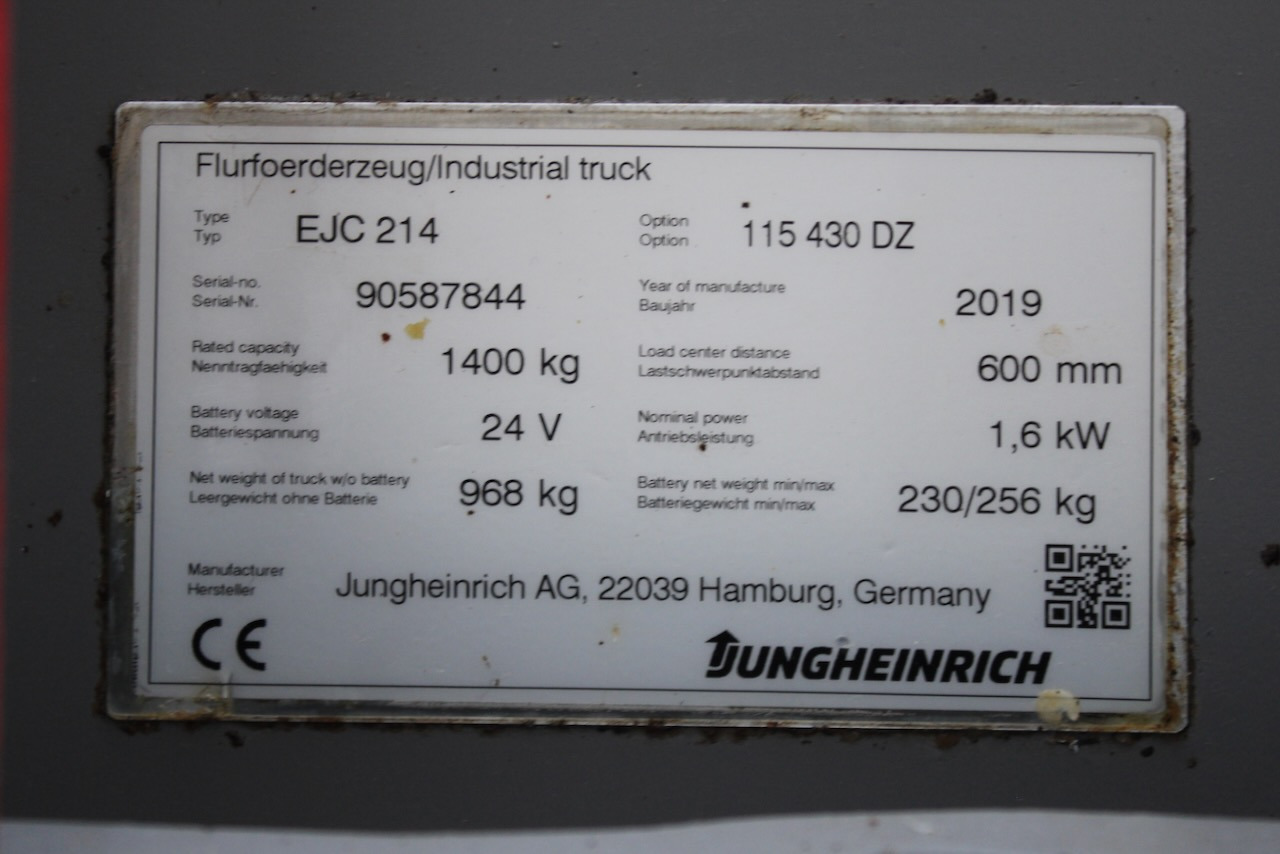 Flurfoerderzeug/Industrial truck
Type
Typ
EJC 214
Option
Option
115 430 DZ
Serial-no.
Serial-Nr.
90587844
Year of manufacture
Baujahr
2019
Rated capacity
Nenntragfaehigkeit
1400 kg
Load center distance
Lastschwerpunktabstand
600 mm
Battery voltage
Batteriespannung
24 V
Nominal power
Antriebsleistung
1,6 kW
Net weight of truck w/o battery
Leergewicht ohne Batterie
968 kg
Battery net weight min/max
Batteriegewicht min/max
230/256 kg
Manufacturer
Hersteller
Jungheinrich AG, 22039 Hamburg, Germany
CE
JUNGHEINRICH